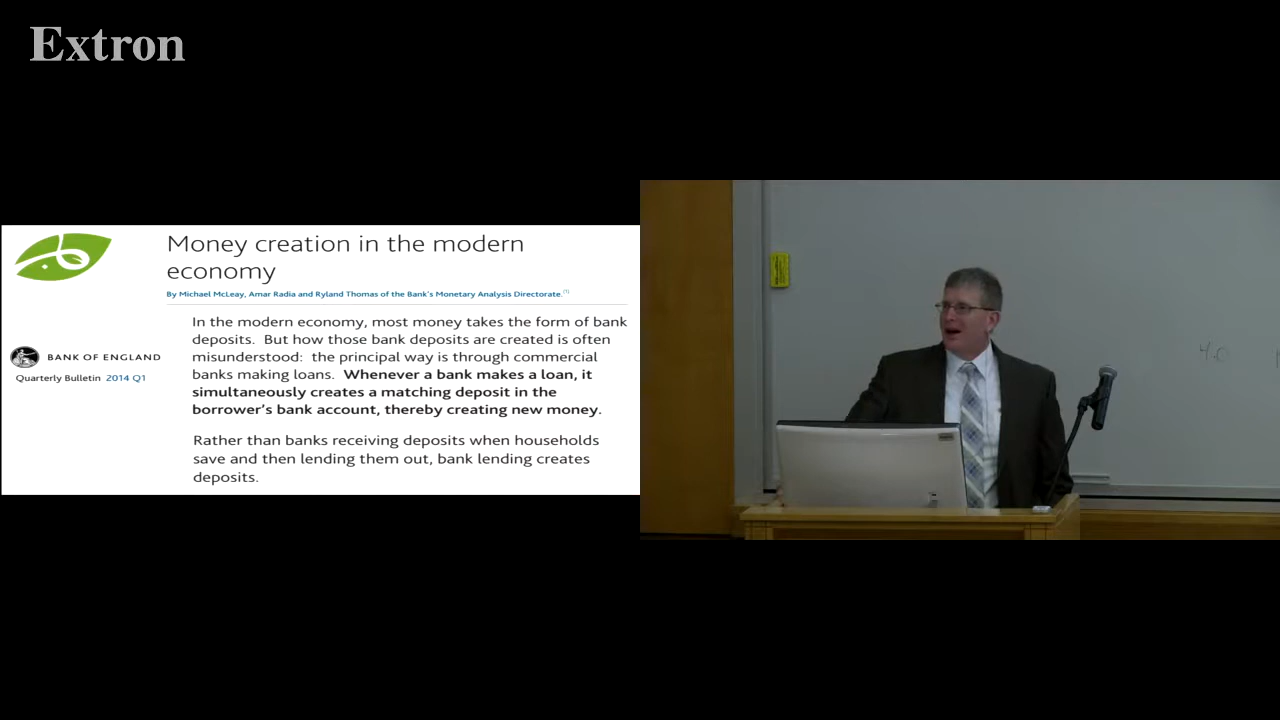 Extron
Money creation in the modern
economy
By Michael McLeay, Amar Radia and Ryland Thomas of the Bank's Monetary Analysis Directorate.(1)
In the modern economy, most money takes the form of bank
deposits. But how those bank deposits are created is often
misunderstood: the principal way is through commercial
banks making loans. Whenever a bank makes a loan, it
simultaneously creates a matching deposit in the
borrower's bank account, thereby creating new money.
BANK OF ENGLAND
Quarterly Bulletin 2014 Q1
Rather than banks receiving deposits when households
save and then lending them out, bank lending creates
deposits.
4.0